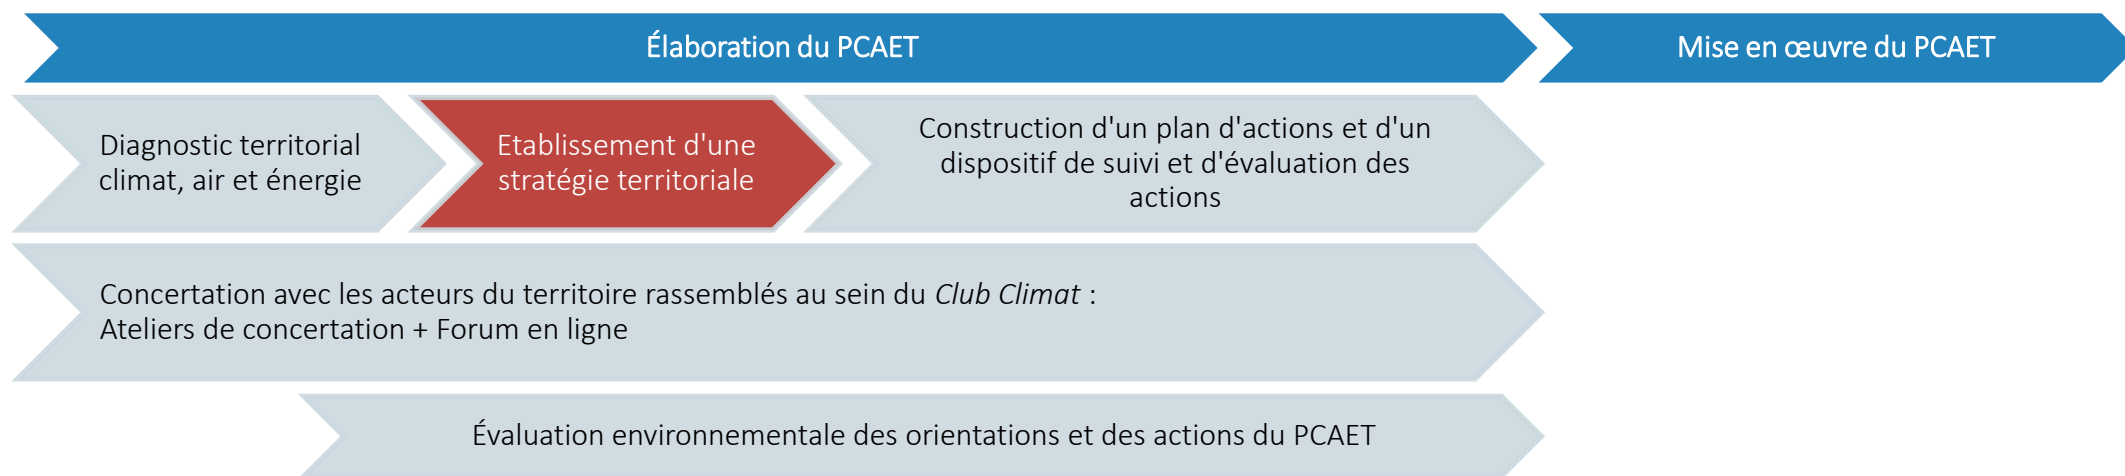 Élaboration du PCAET
Mise en œuvre du PCAET
Diagnostic territorial
climat, air et énergie
Etablissement d'une
stratégie territoriale
Construction d'un plan d'actions et d'un
dispositif de suivi et d'évaluation des
actions
Concertation avec les acteurs du territoire rassemblés au sein du Club Climat :
Ateliers de concertation + Forum en ligne
Évaluation environnementale des orientations et des actions du PCAET